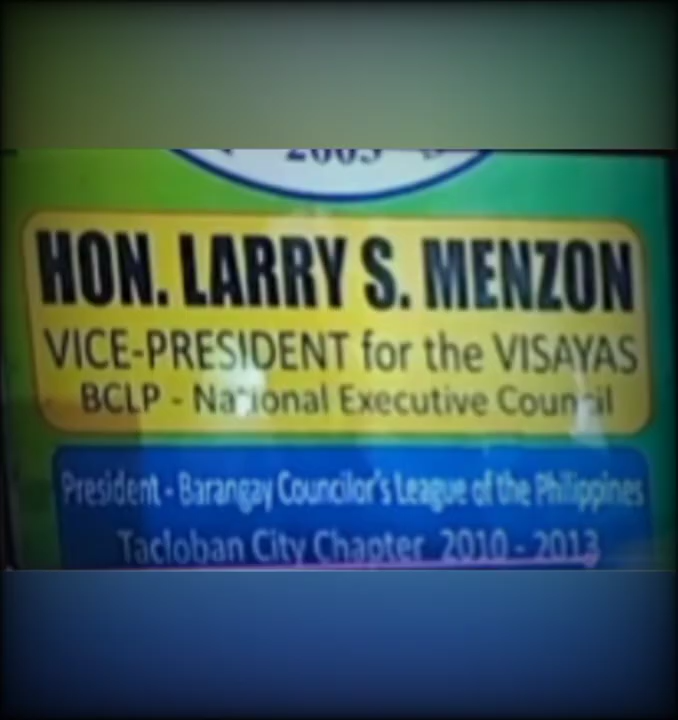 2005
HON. LARRY S. MENZON
VICE-PRESIDENT for the VISAYAS
BCLP - National Executive Council
President - Barangay Councilor's League of the Philippines
Tacloban City Chapter 2010 - 2013